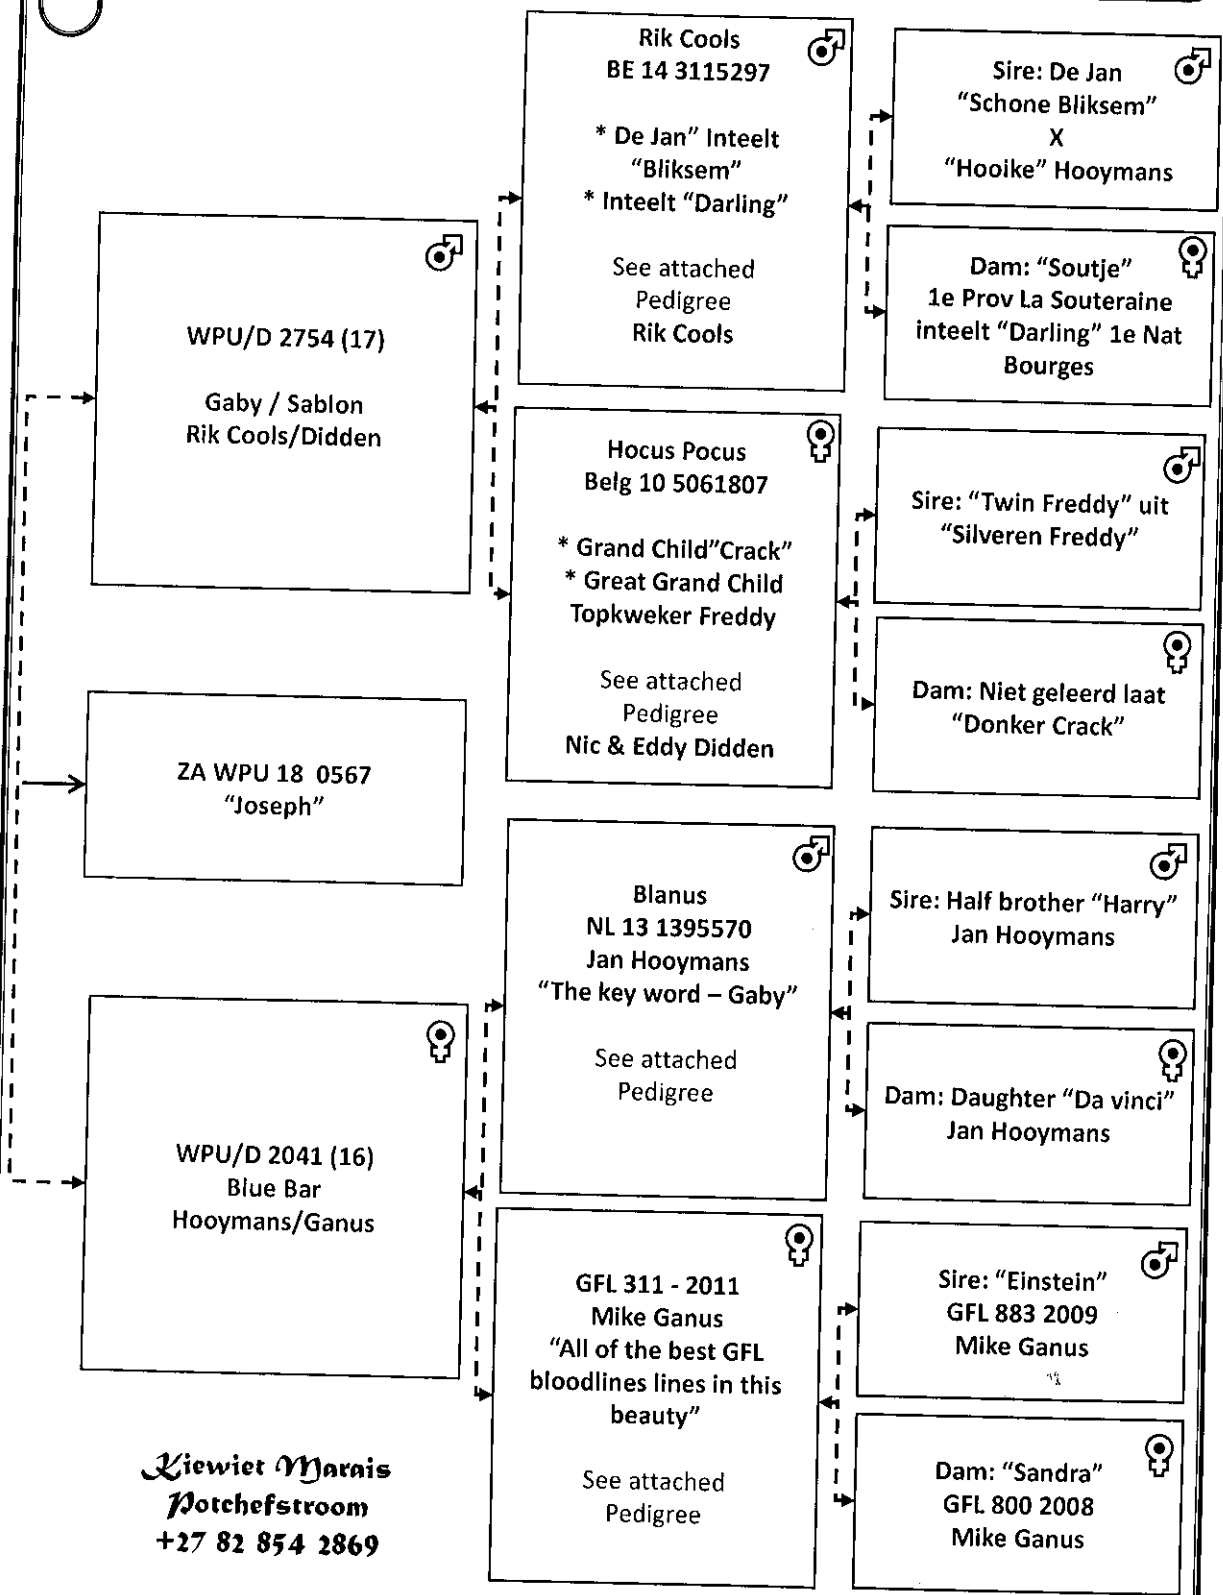 Rik Cools
BE 14 3115297
* De Jan” Inteelt
“Bliksem”
* Inteelt “Darling”
See attached
Pedigree
Rik Cools
Sire: De Jan
“Schone Bliksem”
X
“Hooike” Hooymans
Dam: “Soutje”
1e Prov La Souteraine
inteelt “Darling” 1e Nat
Bourges
WPU/D 2754 (17)
Gaby / Sablon
Rik Cools/Didden
Hocus Pocus
Belg 10 5061807
* Grand Child”Crack”
* Great Grand Child
Topkweker Freddy
See attached
Pedigree
Nic & Eddy Didden
Sire: “Twin Freddy” uit
“Silveren Freddy”
Dam: Niet geleerd laat
“Donker Crack”
ZA WPU 18 0567
“Joseph”
Blanus
NL 13 1395570
Jan Hooymans
“The key word – Gaby”
See attached
Pedigree
Sire: Half brother “Harry”
Jan Hooymans
Dam: Daughter “Da vinci”
Jan Hooymans
WPU/D 2041 (16)
Blue Bar
Hooymans/Ganus
GFL 311 - 2011
Mike Ganus
“All of the best GFL
bloodlines lines in this
beauty”
See attached
Pedigree
Sire: “Einstein”
GFL 883 2009
Mike Ganus
Dam: “Sandra”
GFL 800 2008
Mike Ganus
Kiewiet Marais
Potchefstroom
+27 82 854 2869